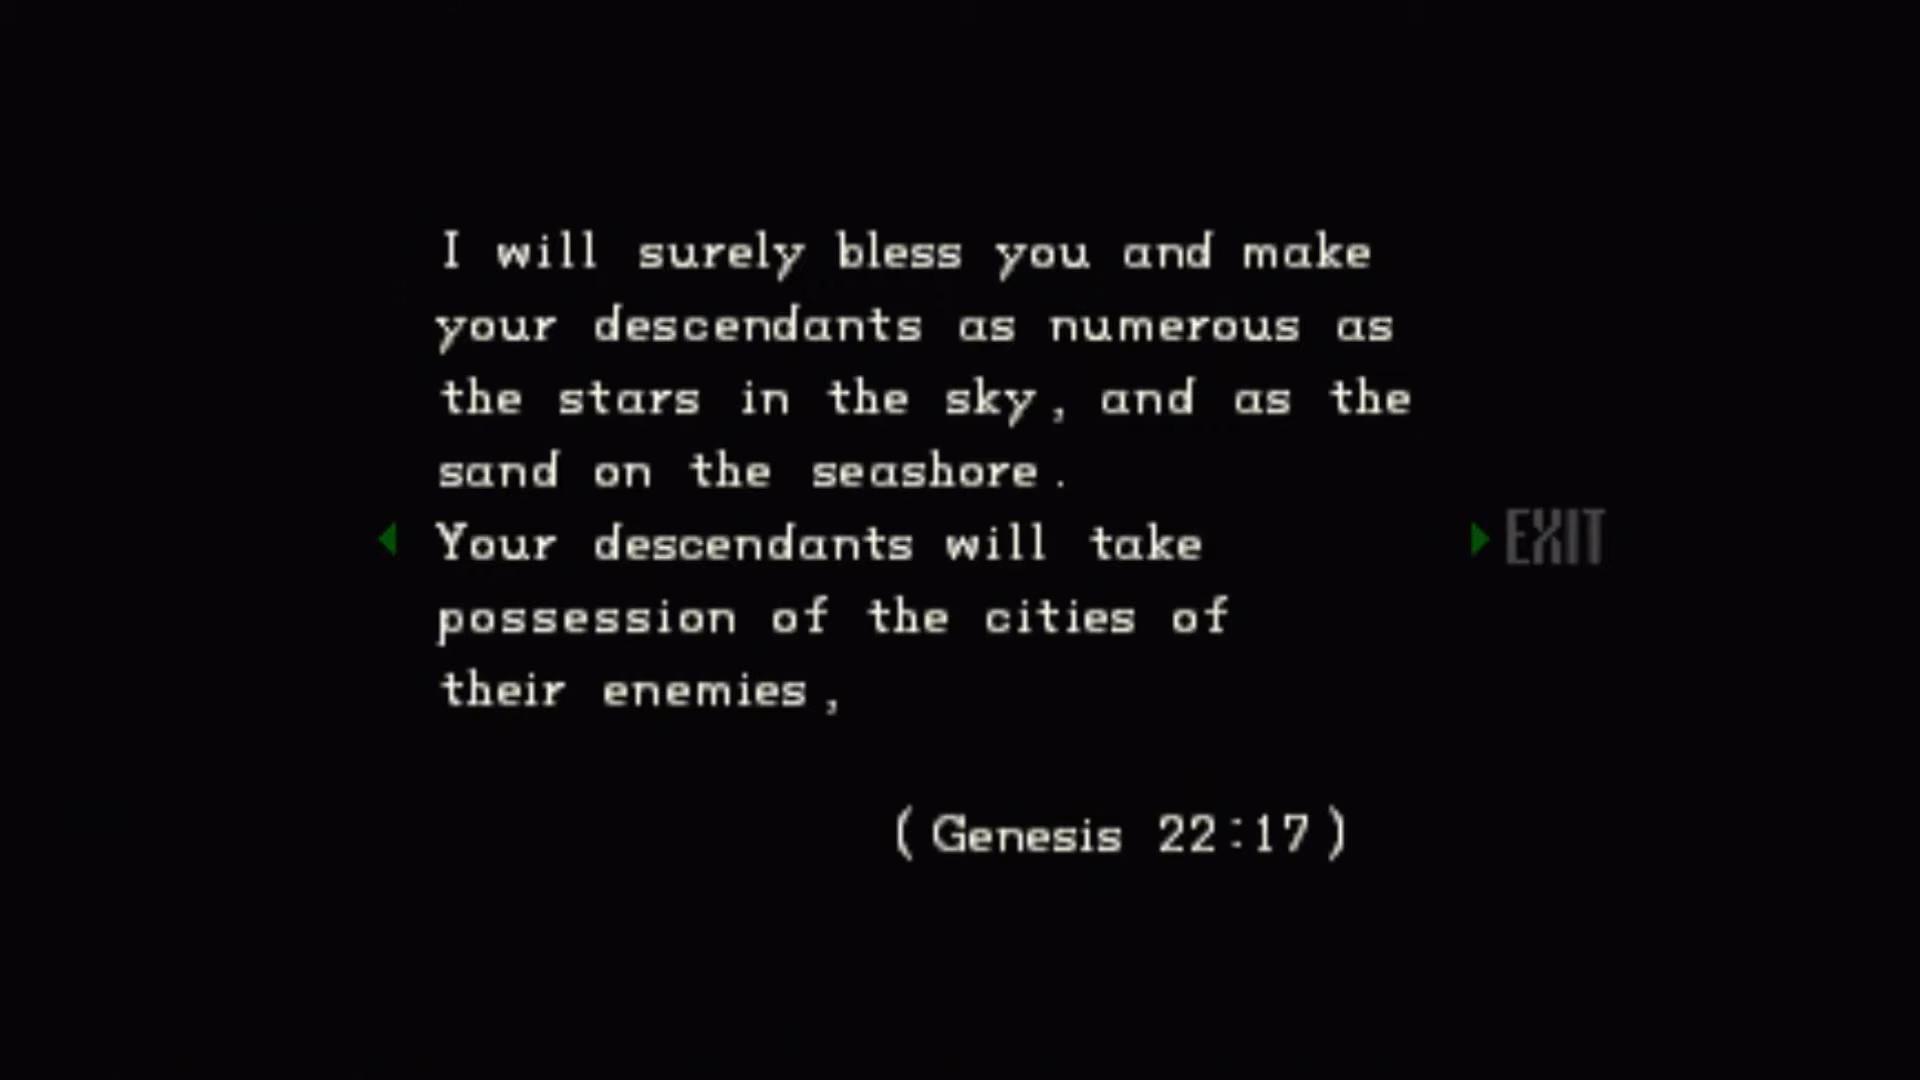 I will surely bless you and make
your descendants as numerous as
the stars in the sky, and as the
sand on the seashore.
Your descendants will take
possession of the cities of
their enemies,
(Genesis 22:17)
EXIT